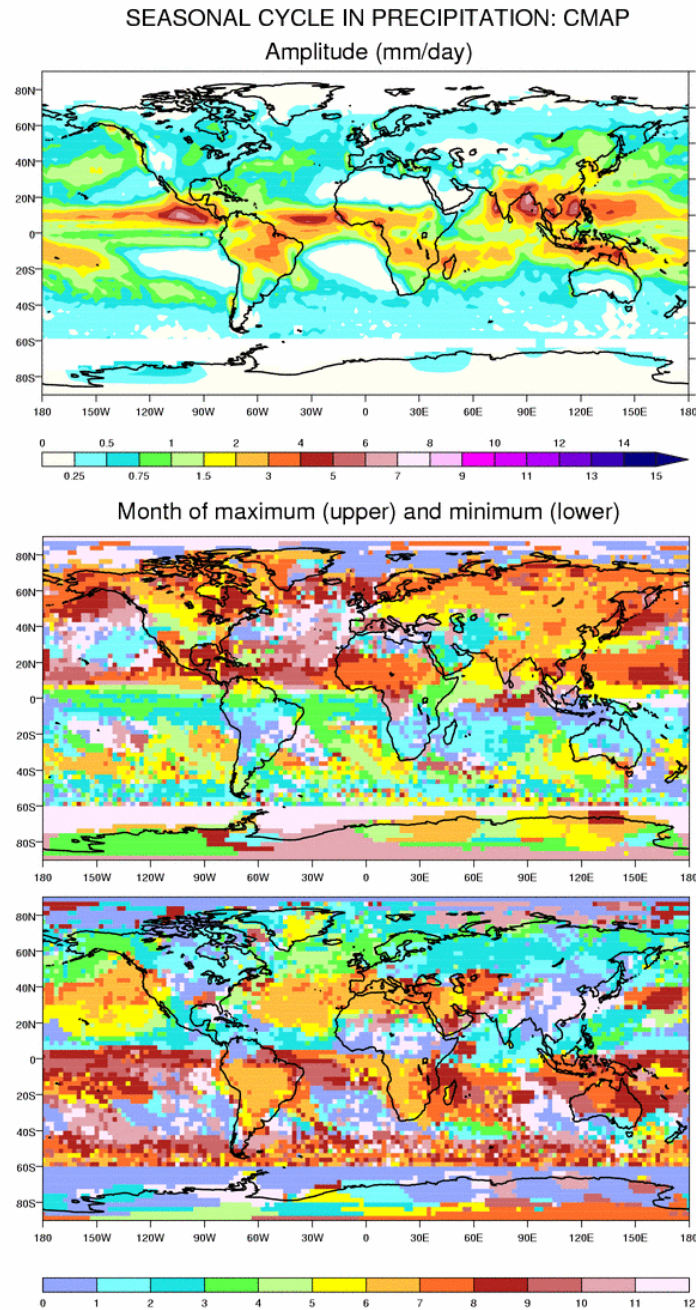 SEASONAL CYCLE IN PRECIPITATION: CMAP
Amplitude (mm/day)
80N
60N
40N
20N
0
20S
40S
60S
80S
180 150W 120W 90W 60W 30W 0 30E 60E 90E 120E 150E 180
0 0.5 1 2 4 6 8 10 12 14
0.25 0.75 1.5 3 5 7 9 11 13 15
Month of maximum (upper) and minimum (lower)
80N
60N
40N
20N
0
20S
40S
60S
80S
180 150W 120W 90W 60W 30W 0 30E 60E 90E 120E 150E 180
80N
60N
40N
20N
0
20S
40S
60S
80S
180 150W 120W 90W 60W 30W 0 30E 60E 90E 120E 150E 180
0 1 2 3 4 5 6 7 8 9 10 11 12